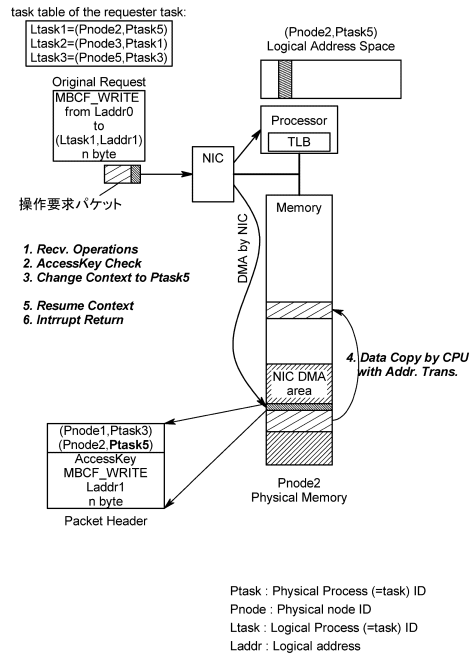 task table of the requester task:
Ltask1=(Pnode2,Ptask5)
Ltask2=(Pnode3,Ptask1)
Ltask3=(Pnode5,Ptask3)
(Pnode2,Ptask5)
Logical Address Space
Original Request
MBCF_WRITE
from Laddr0
to
(Ltask1,Laddr1)
n byte
Processor
TLB
NIC
操作要求パケット
Memory
DMA by NIC
1. Recv. Operations
2. AccessKey Check
3. Change Context to Ptask5
5. Resume Context
6. Intrrupt Return
4. Data Copy by CPU
with Addr. Trans.
NIC DMA
area
(Pnode1,Ptask3)
(Pnode2,Ptask5)
AccessKey
MBCF_WRITE
Laddr1
n byte
Packet Header
Pnode2
Physical Memory
Ptask : Physical Process (=task) ID
Pnode : Physical node ID
Ltask : Logical Process (=task) ID
Laddr : Logical address